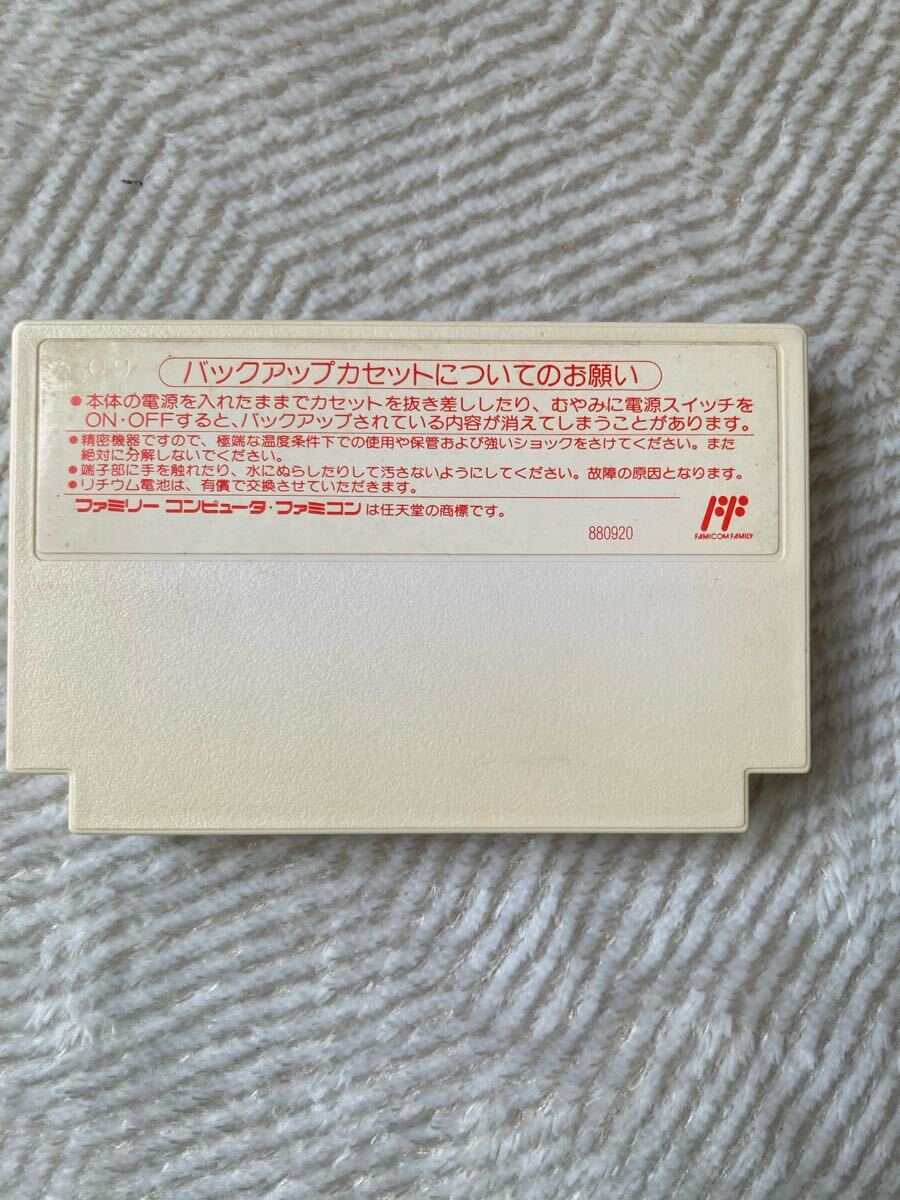 09
バックアップカセットについてのお願い
●本体の電源を入れたままでカセットを抜き差ししたり、むやみに電源スイッチを
ON・OFFすると、バックアップされている内容が消えてしまうことがあります。
●精密機器ですので、極端な温度条件下での使用や保管および強いショックをさけてください。また
絶対に分解しないでください。
●端子部に手を触れたり、水にぬらしたりして汚さないようにしてください。故障の原因となります。
●リチウム電池は、有償で交換させていただきます。
ファミリー コンピュータ・ファミコン は任天堂の商標です。
880920
FAMICOM FAMILY